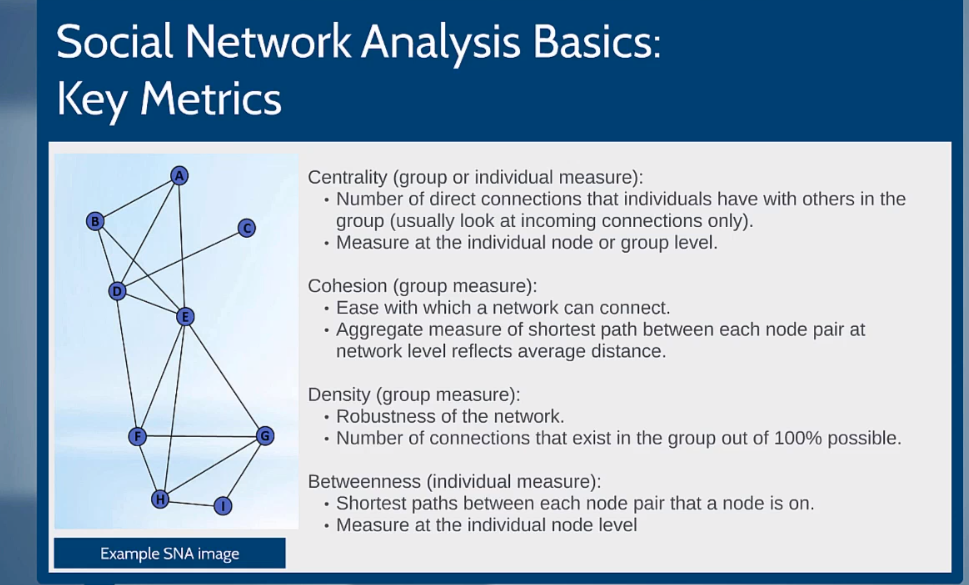 Social Network Analysis Basics:
Key Metrics
A
B
C
D
E
F
G
H
I
Example SNA image
Centrality (group or individual measure):
• Number of direct connections that individuals have with others in the
group (usually look at incoming connections only).
• Measure at the individual node or group level.
Cohesion (group measure):
• Ease with which a network can connect.
• Aggregate measure of shortest path between each node pair at
network level reflects average distance.
Density (group measure):
• Robustness of the network.
• Number of connections that exist in the group out of 100% possible.
Betweenness (individual measure):
• Shortest paths between each node pair that a node is on.
• Measure at the individual node level